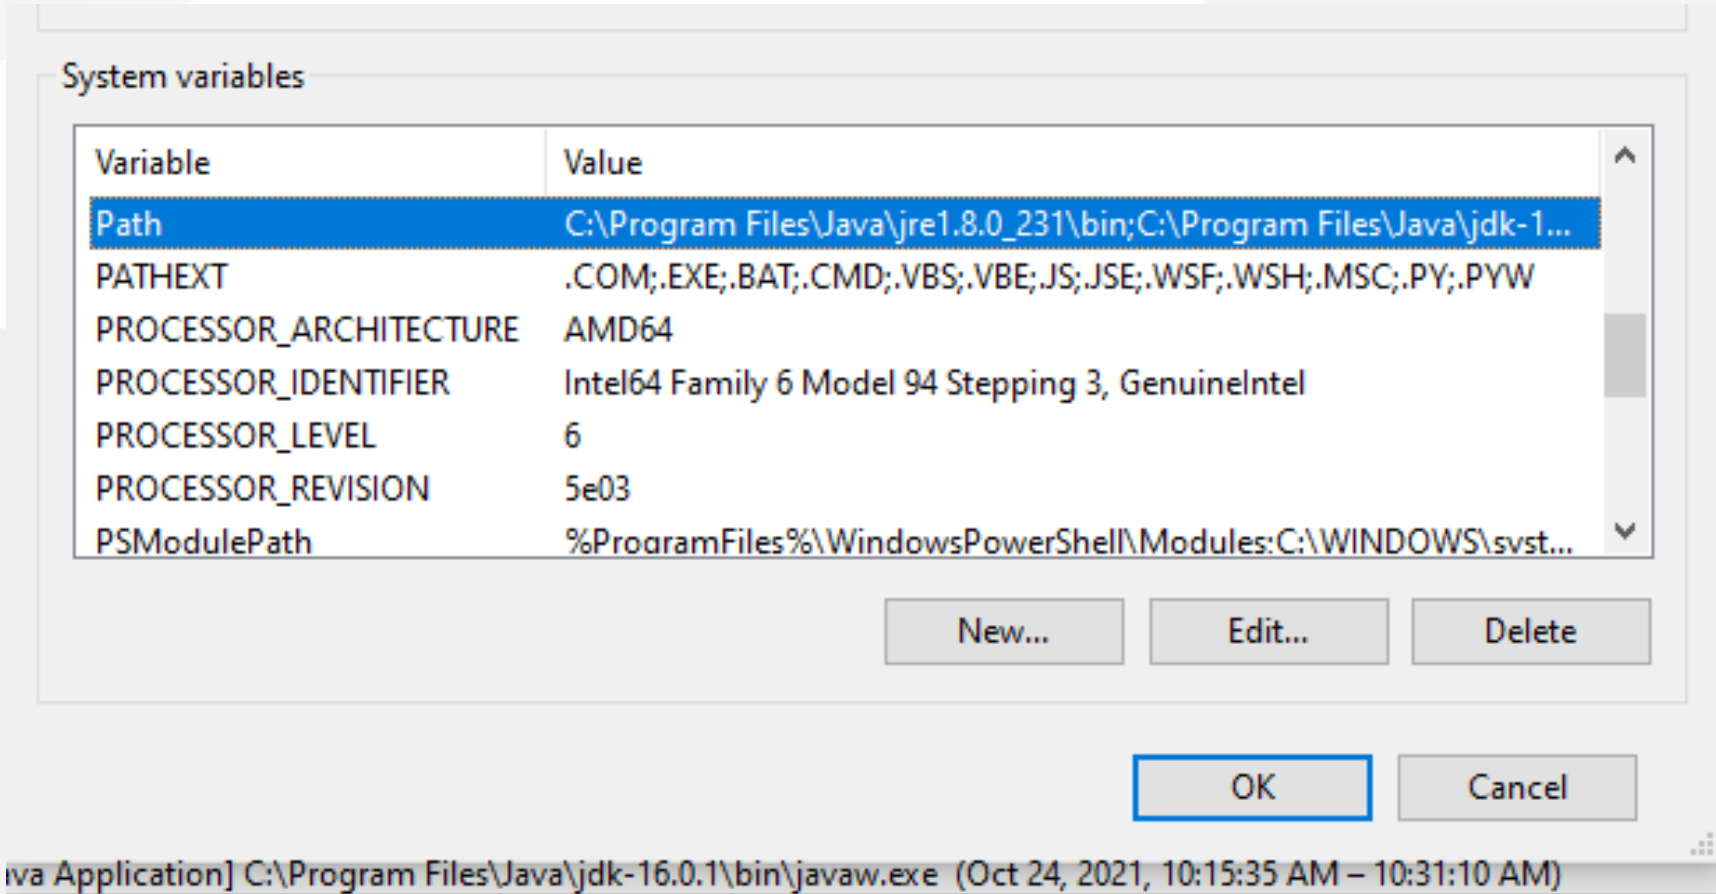 System variables
Variable Value
Path C:\Program Files\Java\jre1.8.0_231\bin;C:\Program Files\Java\jdk-1...
PATHEXT .COM;.EXE;.BAT;.CMD;.VBS;.VBE;.JS;.JSE;.WSF;.WSH;.MSC;.PY;.PYW
PROCESSOR_ARCHITECTURE AMD64
PROCESSOR_IDENTIFIER Intel64 Family 6 Model 94 Stepping 3, GenuineIntel
PROCESSOR_LEVEL 6
PROCESSOR_REVISION 5e03
PSModulePath %ProgramFiles%\WindowsPowerShell\Modules;C:\WINDOWS\syst...
New... Edit... Delete
OK Cancel
va Application] C:\Program Files\Java\jdk-16.0.1\bin\javaw.exe (Oct 24, 2021, 10:15:35 AM – 10:31:10 AM)